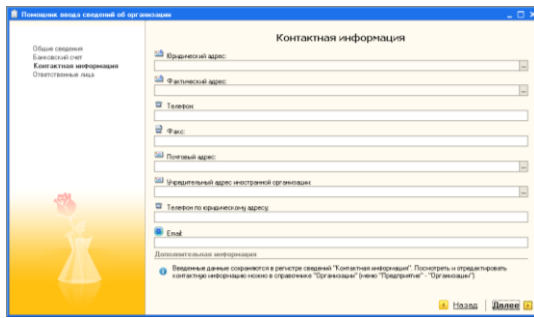 Помощник ввода сведений об организации
Общие сведения
Банковский счет
Контактная информация
Ответственные лица
Контактная информация
Юридический адрес:
Фактический адрес:
Телефон:
Факс:
Почтовый адрес:
Учредительный адрес иностранной организации:
Телефон по юридическому адресу:
Email:
Дополнительная информация
Введенные данные сохраняются в регистре сведений "Контактная информация". Посмотреть и отредактировать
контактную информацию можно в справочнике "Организации" (меню "Предприятие" - "Организации")
Назад
Далее